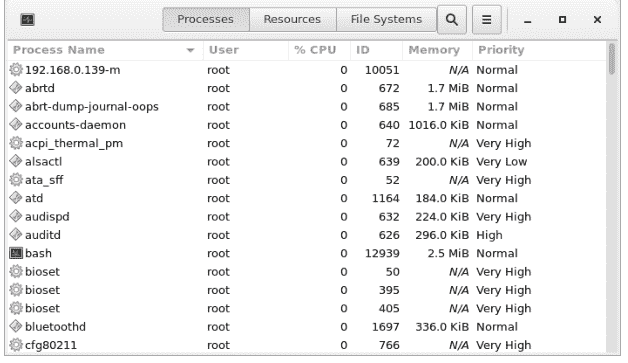 Processes Resources File Systems
Process Name User % CPU ID Memory Priority
192.168.0.139-m root 0 10051 N/A Normal
abrtd root 0 672 1.7 MiB Normal
abrt-dump-journal-oops root 0 685 1.7 MiB Normal
accounts-daemon root 0 640 1016.0 KiB Normal
acpi_thermal_pm root 0 72 N/A Very High
alsactl root 0 639 200.0 KiB Very Low
ata_sff root 0 52 N/A Very High
atd root 0 1164 184.0 KiB Normal
audispd root 0 632 224.0 KiB Very High
auditd root 0 626 296.0 KiB High
bash root 0 12939 2.5 MiB Normal
bioset root 0 50 N/A Very High
bioset root 0 395 N/A Very High
bioset root 0 405 N/A Very High
bluetoothd root 0 1697 336.0 KiB Normal
cfg80211 root 0 766 N/A Very High